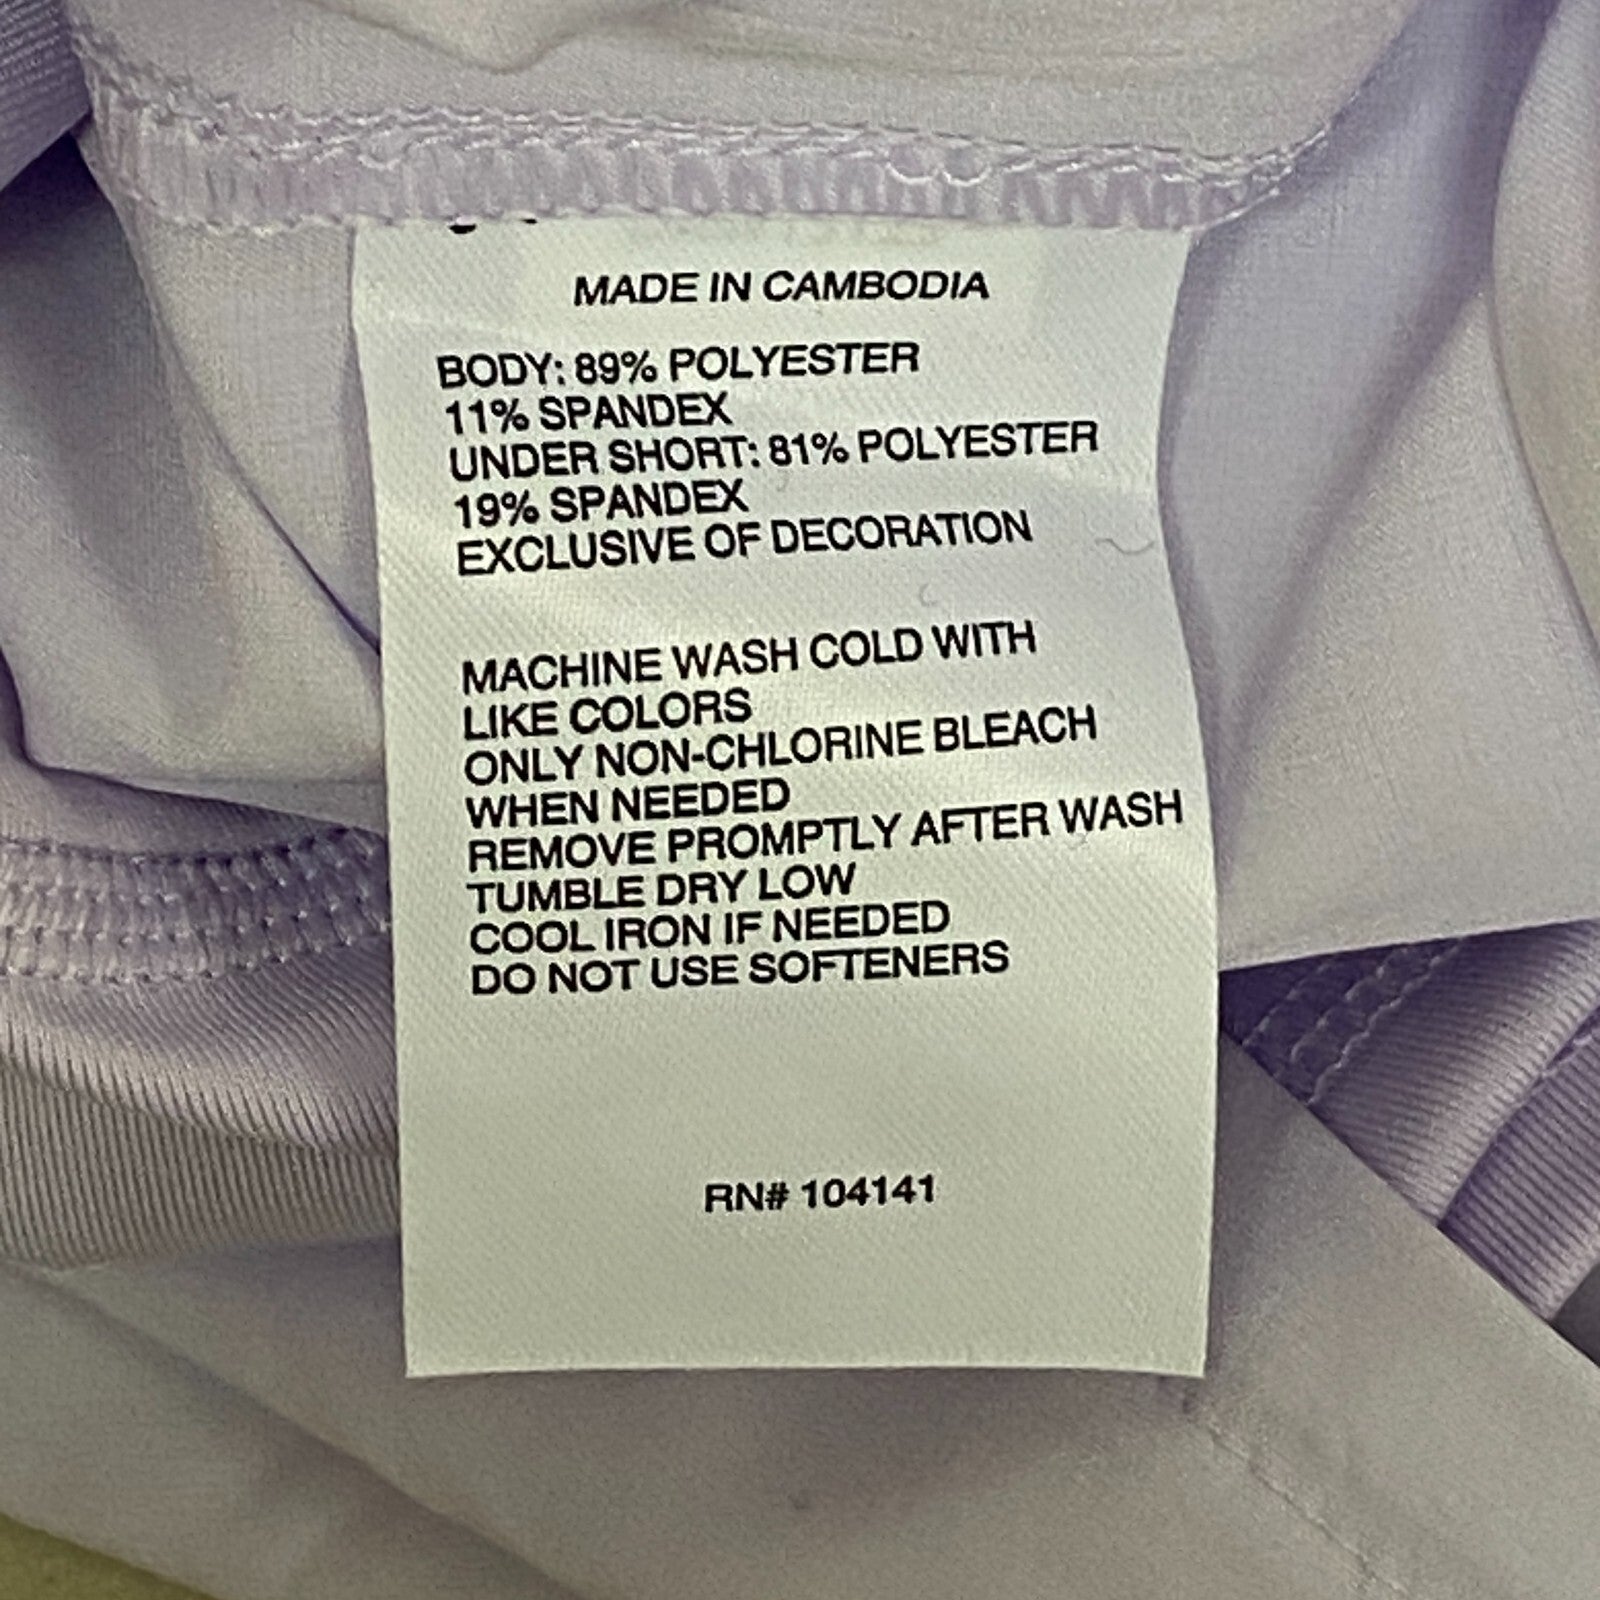 MADE IN CAMBODIA
BODY: 89% POLYESTER
11% SPANDEX
UNDER SHORT: 81% POLYESTER
19% SPANDEX
EXCLUSIVE OF DECORATION
MACHINE WASH COLD WITH
LIKE COLORS
ONLY NON-CHLORINE BLEACH
WHEN NEEDED
REMOVE PROMPTLY AFTER WASH
TUMBLE DRY LOW
COOL IRON IF NEEDED
DO NOT USE SOFTENERS
RN# 104141